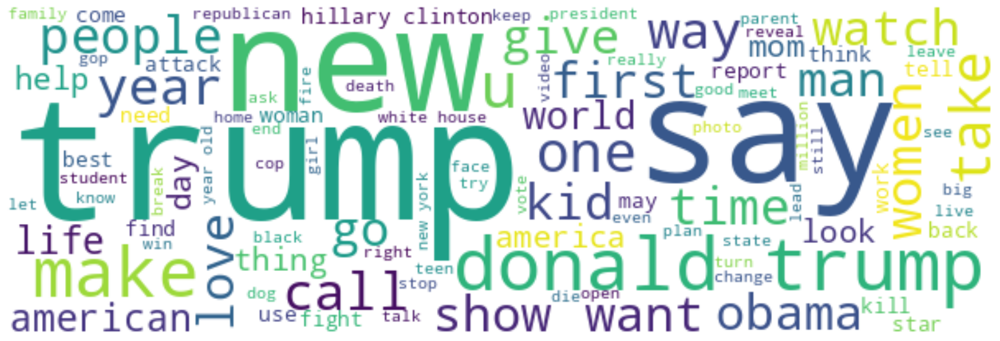 family come republican hillary clinton keep president parent
people new give way reveal watch
gop attack mom think leave
help year death u video really first report man tell take
fire good meet
ask
need home woman white house world say photo women see
end
trump year old girl one million still
best day cop face
student try
let know break new york vote kid may time lead work big
even live
life find love go america plan look back
win black right state
make thing teen donald trump
call stop turn
change
dog die open
american use fight talk show want obama kill
star